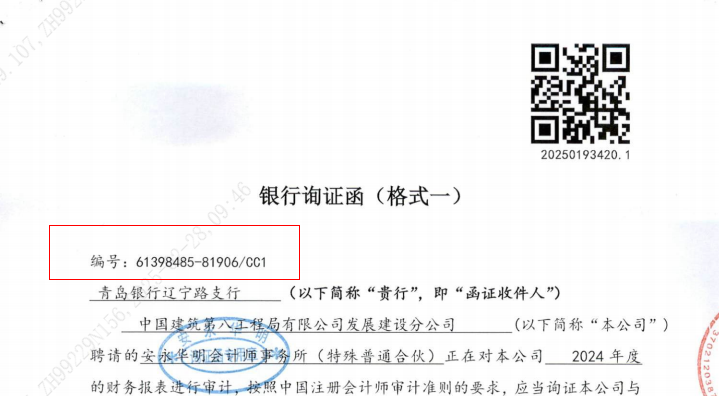 20250193420.1
银行询证函（格式一）
编号：61398485-81906/CC1
青岛银行辽宁路支行（以下简称“贵行”，即“函证收件人”）
中国建筑第八工程局有限公司发展建设分公司（以下简称“本公司”）
聘请的安永华明会计师事务所（特殊普通合伙）正在对本公司 2024 年度
的财务报表进行审计，按照中国注册会计师审计准则的要求，应当询证本公司与